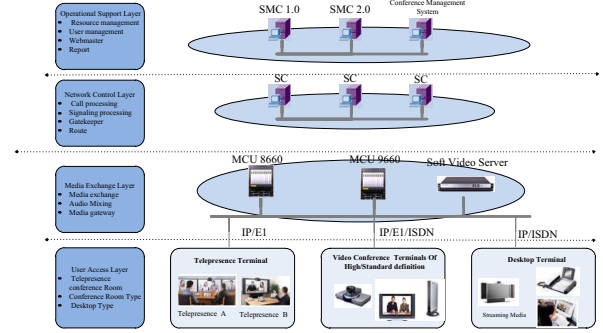 Operational Support Layer
• Resource management
• User management
• Webmaster
• Report
SMC 1.0
SMC 2.0
Conference Management
System
Network Control Layer
• Call processing
• Signaling processing
• Gatekeeper
• Route
SC
SC
SC
Media Exchange Layer
• Media exchange
• Audio Mixing
• Media gateway
MCU 8660
MCU 9660
Soft Video Server
IP/E1
IP/E1/ISDN
IP/ISDN
User Access Layer
• Telepresence
conference Room
• Conference Room Type
• Desktop Type
Telepresence Terminal
Telepresence A
Telepresence B
Video Conference Terminals Of
High/Standard definition
Desktop Terminal
Streaming Media